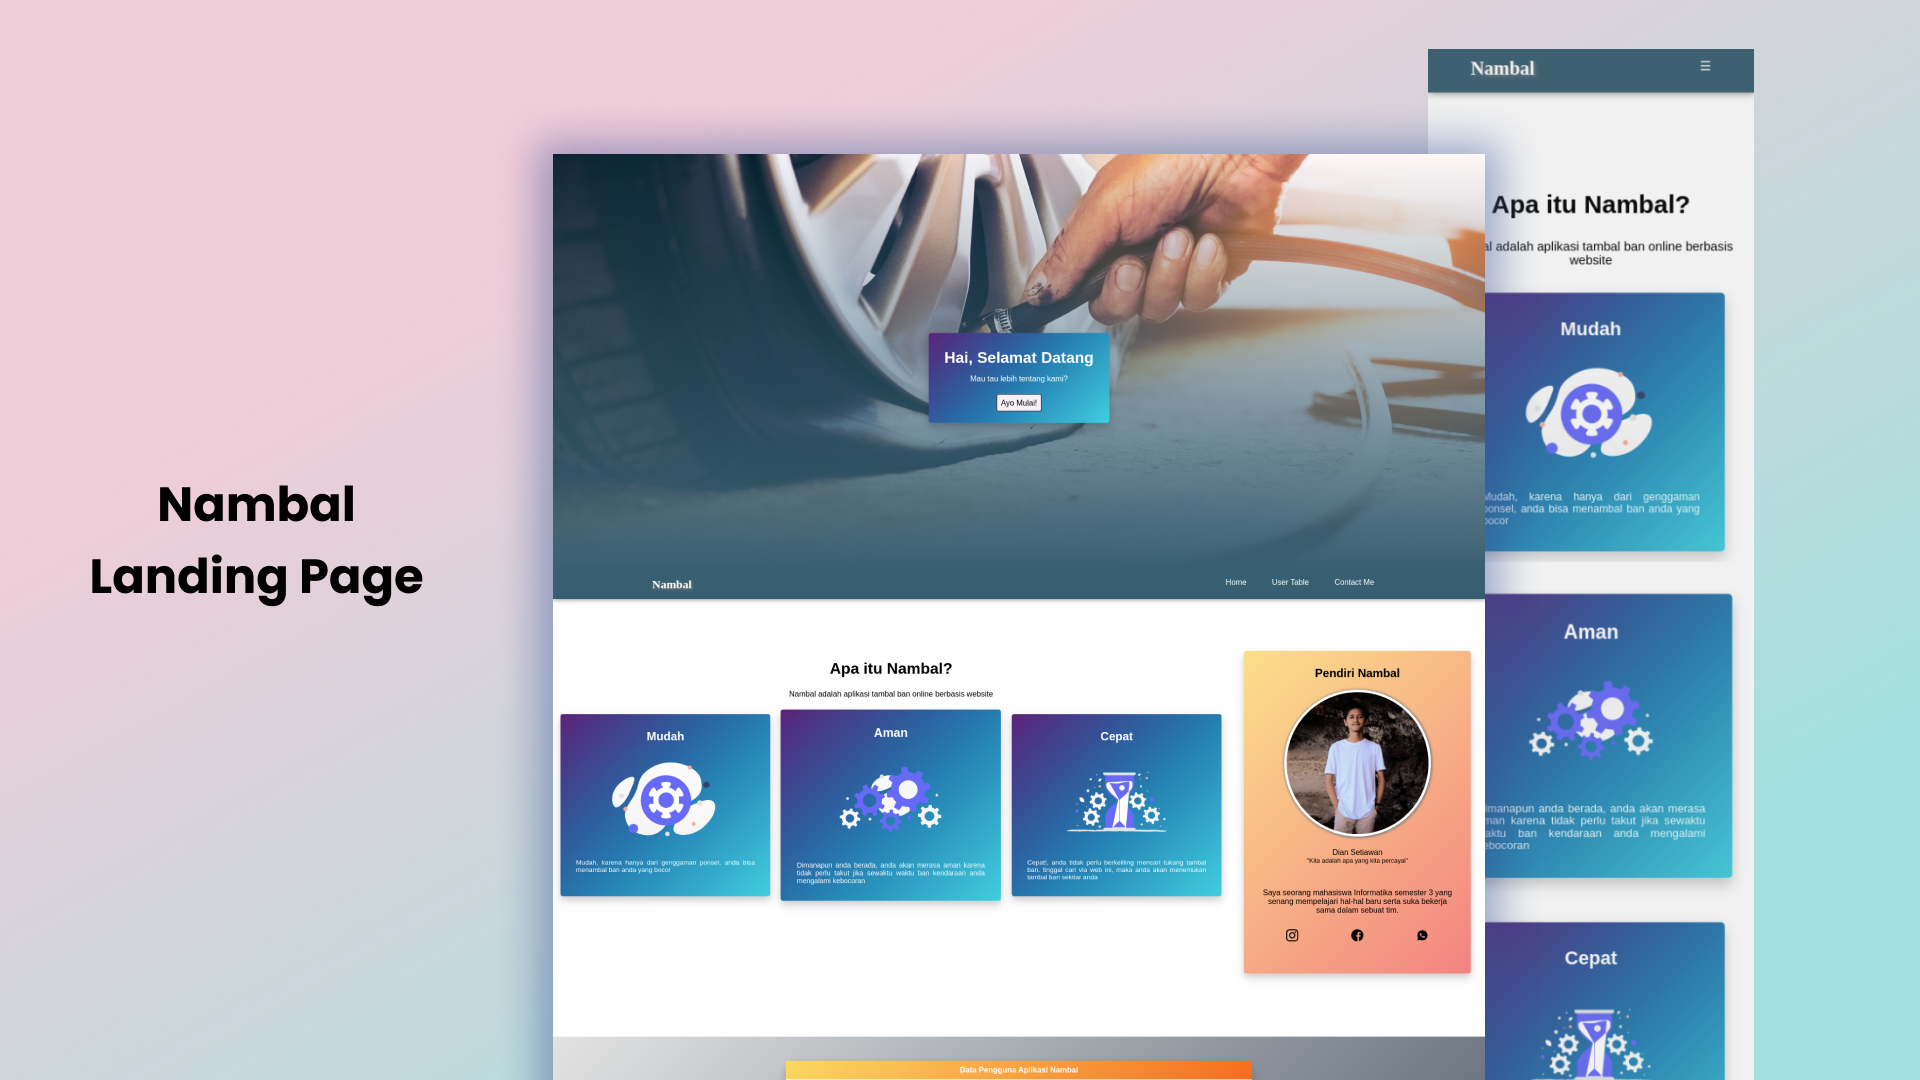 Nambal
Landing Page
Hai, Selamat Datang
Mau tau lebih tentang kami?
Ayo Mulai!
Nambal
Home
User Table
Contact Me
Apa itu Nambal?
Nambal adalah aplikasi tambal ban online berbasis website
Mudah
Mudah, karena hanya dari genggaman ponsel, anda bisa
menambal ban anda yang bocor
Aman
Dimanapun anda berada, anda akan merasa aman karena
tidak perlu takut jika sewaktu waktu ban kendaraan anda
mengalami kebocoran
Cepat
Cepat!, anda tidak perlu berkeliling mencari tukang tambal
ban. tinggal cari via web ini, maka anda akan menemukan
tambal ban sekitar anda
Pendiri Nambal
Dian Setiawan
"Kita adalah apa yang kita percayai"
Saya seorang mahasiswa Informatika semester 3 yang
senang mempelajari hal-hal baru serta suka bekerja
sama dalam sebuat tim.
Data Pengguna Aplikasi Nambal
Nambal
Apa itu Nambal?
al adalah aplikasi tambal ban online berbasis
website
Mudah
Mudah, karena hanya dari genggaman
ponsel, anda bisa menambal ban anda yang
bocor
Aman
imanapun anda berada, anda akan merasa
man karena tidak perlu takut jika sewaktu
aktu ban kendaraan anda mengalami
ebocoran
Cepat